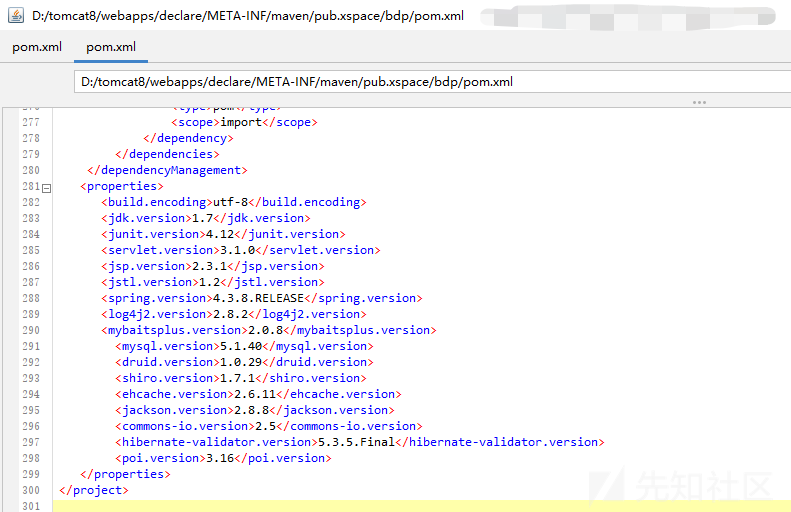 D:/tomcat8/webapps/declare/META-INF/maven/pub.xspace/bdp/pom.xml
pom.xml pom.xml
D:/tomcat8/webapps/declare/META-INF/maven/pub.xspace/bdp/pom.xml
276 <type>pom</type>
277 <scope>import</scope>
278 </dependency>
279 </dependencies>
280 </dependencyManagement>
281 <properties>
282 <build.encoding>utf-8</build.encoding>
283 <jdk.version>1.7</jdk.version>
284 <junit.version>4.12</junit.version>
285 <servlet.version>3.1.0</servlet.version>
286 <jsp.version>2.3.1</jsp.version>
287 <jstl.version>1.2</jstl.version>
288 <spring.version>4.3.8.RELEASE</spring.version>
289 <log4j2.version>2.8.2</log4j2.version>
290 <mybaitsplus.version>2.0.8</mybaitsplus.version>
291 <mysql.version>5.1.40</mysql.version>
292 <druid.version>1.0.29</druid.version>
293 <shiro.version>1.7.1</shiro.version>
294 <ehcache.version>2.6.11</ehcache.version>
295 <jackson.version>2.8.8</jackson.version>
296 <commons-io.version>2.5</commons-io.version>
297 <hibernate-validator.version>5.3.5.Final</hibernate-validator.version>
298 <poi.version>3.16</poi.version>
299 </properties>
300 </project>
301
先知社区